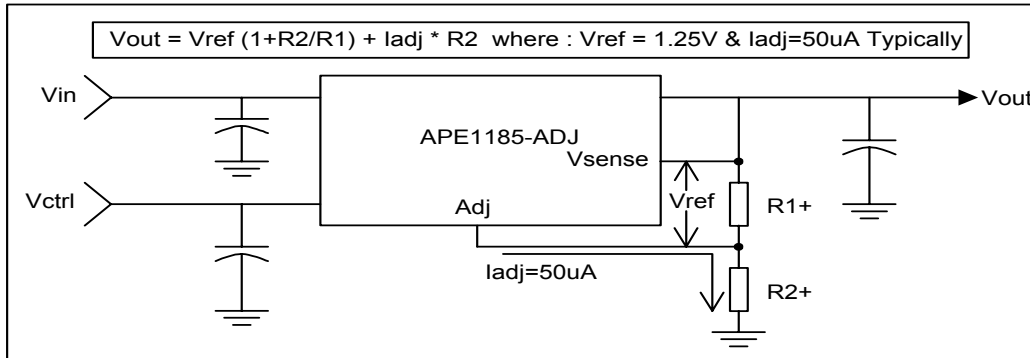 Vout = Vref (1+R2/R1) + Iadj * R2 where : Vref = 1.25V & Iadj=50uA Typically
Vin
Vout
APE1185-ADJ
Vsense
Vctrl
Adj
Vref
R1+
Iadj=50uA
R2+